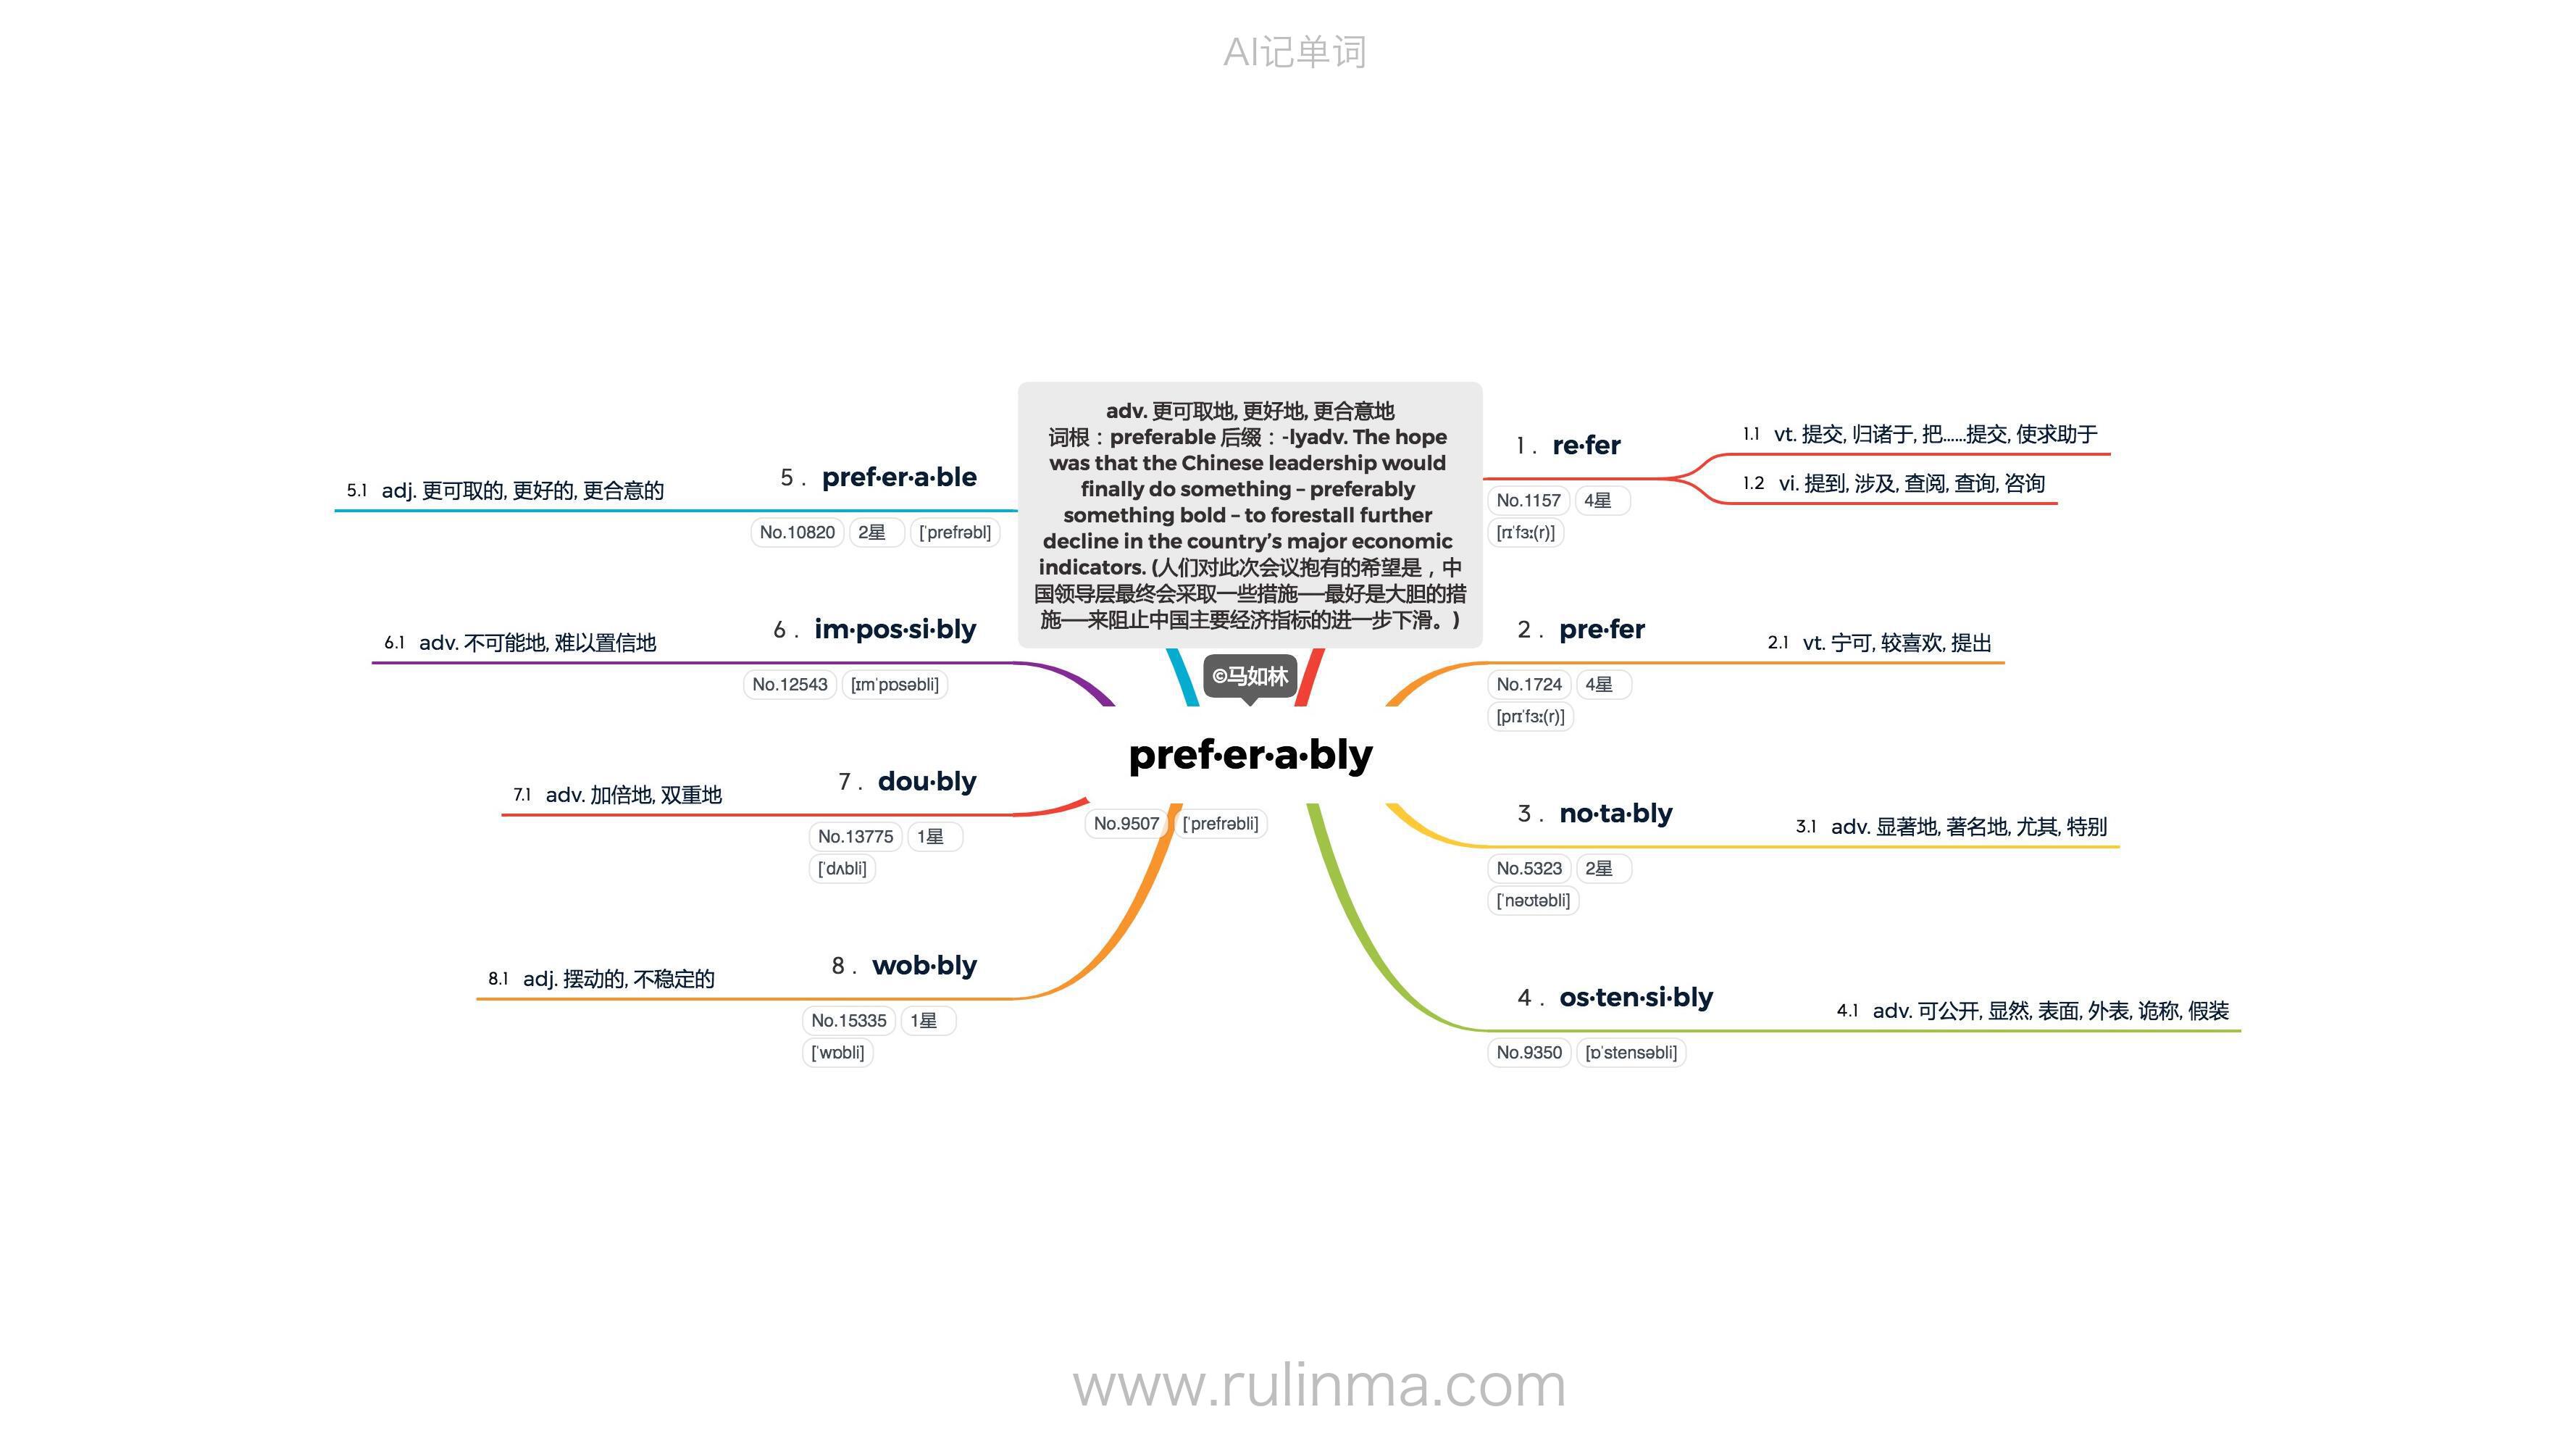 AI记单词
adv. 更可取地, 更好地, 更合意地
词根：preferable 后缀：-lyadv. The hope
was that the Chinese leadership would
finally do something – preferably
something bold – to forestall further
decline in the country’s major economic
indicators. (人们对此次会议抱有的希望是，中
国领导层最终会采取一些措施——最好是大胆的措
施——来阻止中国主要经济指标的进一步下滑。)
©马如林
pref·er·a·bly
No.9507 [ˈprefrəbli]
1 . re·fer
No.1157 4星
[rɪˈfɜː(r)]
1.1 vt. 提交, 归诸于, 把......提交, 使求助于
1.2 vi. 提到, 涉及, 查阅, 查询, 咨询
2 . pre·fer
No.1724 4星
[prɪˈfɜː(r)]
2.1 vt. 宁可, 较喜欢, 提出
3 . no·ta·bly
No.5323 2星
[ˈnəʊtəbli]
3.1 adv. 显著地, 著名地, 尤其, 特别
4 . os·ten·si·bly
No.9350 [ɒˈstensəbli]
4.1 adv. 可公开, 显然, 表面, 外表, 诡称, 假装
5 . pref·er·a·ble
No.10820 2星 [ˈprefrəbl]
5.1 adj. 更可取的, 更好的, 更合意的
6 . im·pos·si·bly
No.12543 [ɪmˈpɒsəbli]
6.1 adv. 不可能地, 难以置信地
7 . dou·bly
No.13775 1星
[ˈdʌbli]
7.1 adv. 加倍地, 双重地
8 . wob·bly
No.15335 1星
[ˈwɒbli]
8.1 adj. 摆动的, 不稳定的
www.rulinma.com